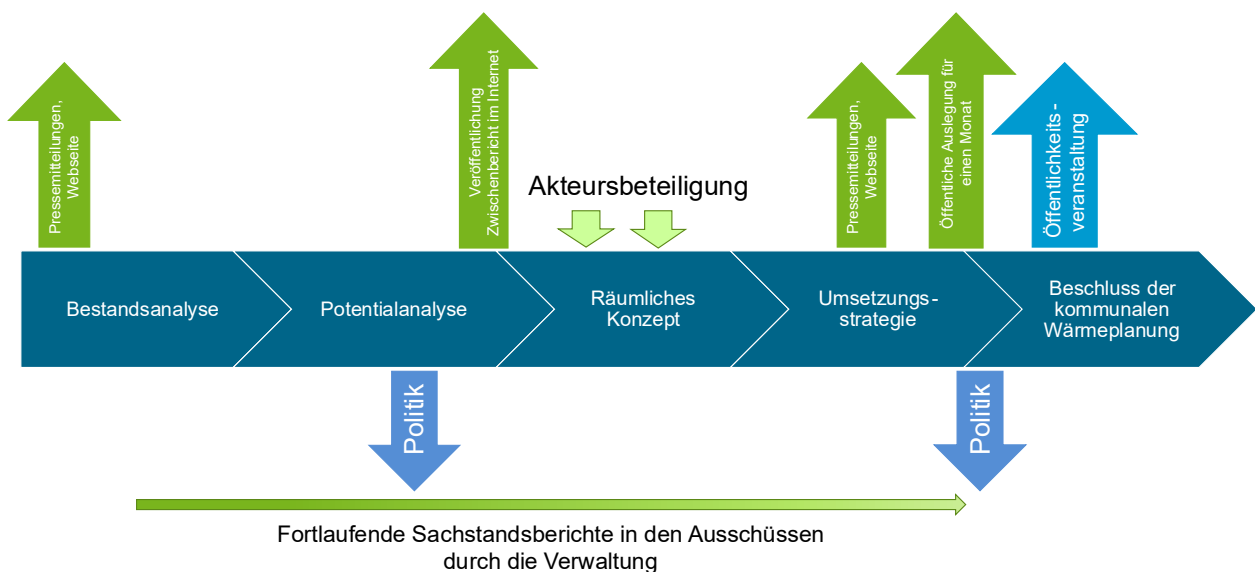 Pressemitteilungen,
Webseite
Veröffentlichung
Zwischenbericht im Internet
Akteursbeteiligung
Pressemitteilungen,
Webseite
Öffentliche Auslegung für
einen Monat
Öffentlichkeits-
veranstaltung
Bestandsanalyse
Potentialanalyse
Räumliches
Konzept
Umsetzungs-
strategie
Beschluss der
kommunalen
Wärmeplanung
Politik
Politik
Fortlaufende Sachstandsberichte in den Ausschüssen
durch die Verwaltung